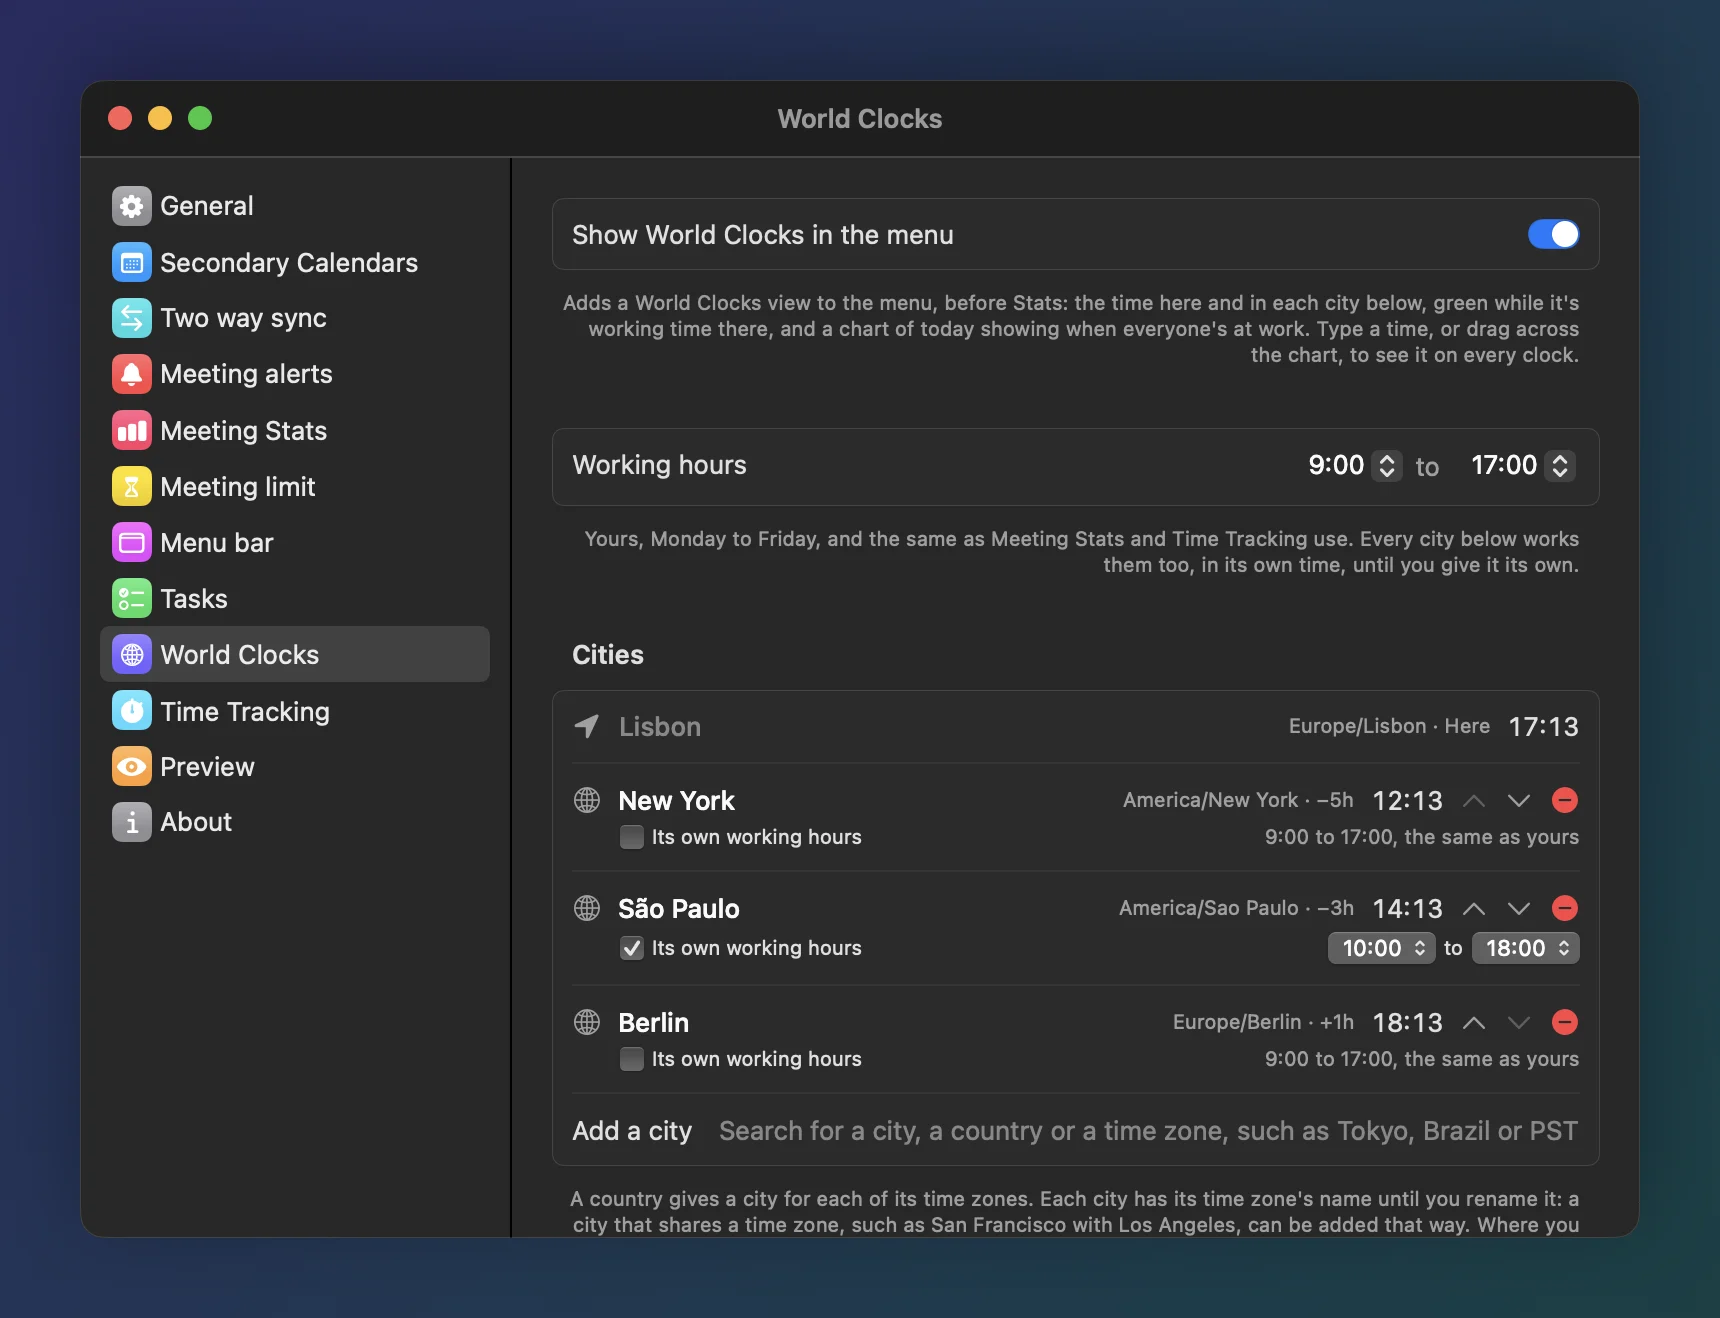 World Clocks
General
Secondary Calendars
Two way sync
Meeting alerts
Meeting Stats
Meeting limit
Menu bar
Tasks
World Clocks
Time Tracking
Preview
About
Show World Clocks in the menu
Adds a World Clocks view to the menu, before Stats: the time here and in each city below, green while it's
working time there, and a chart of today showing when everyone's at work. Type a time, or drag across
the chart, to see it on every clock.
Working hours 9:00 to 17:00
Yours, Monday to Friday, and the same as Meeting Stats and Time Tracking use. Every city below works
them too, in its own time, until you give it its own.
Cities
Lisbon Europe/Lisbon · Here 17:13
New York America/New York · −5h 12:13
Its own working hours 9:00 to 17:00, the same as yours
São Paulo America/Sao Paulo · −3h 14:13
Its own working hours 10:00 to 18:00
Berlin Europe/Berlin · +1h 18:13
Its own working hours 9:00 to 17:00, the same as yours
Add a city Search for a city, a country or a time zone, such as Tokyo, Brazil or PST
A country gives a city for each of its time zones. Each city has its time zone's name until you rename it: a
city that shares a time zone, such as San Francisco with Los Angeles, can be added that way. Where you